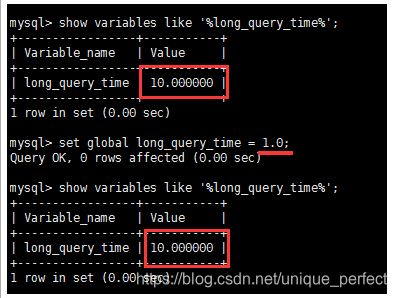 mysql> show variables like '%long_query_time%';
+-----------------+-----------+
| Variable_name | Value |
+-----------------+-----------+
| long_query_time | 10.000000 |
+-----------------+-----------+
1 row in set (0.00 sec)
mysql> set global long_query_time = 1.0;
Query OK, 0 rows affected (0.00 sec)
mysql> show variables like '%long_query_time%';
+-----------------+-----------+
| Variable_name | Value |
+-----------------+-----------+
| long_query_time | 10.000000 |
+-----------------+-----------+
1 row in set (0.00 sec)
https://blog.csdn.net/unique_perfect